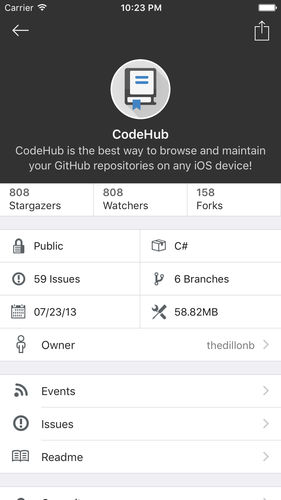 Carrier 10:23 PM
CodeHub
CodeHub is the best way to browse and maintain
your GitHub repositories on any iOS device!
808 808 158
Stargazers Watchers Forks
Public C#
59 Issues 6 Branches
07/23/13 58.82MB
Owner thedillonb
Events
Issues
Readme